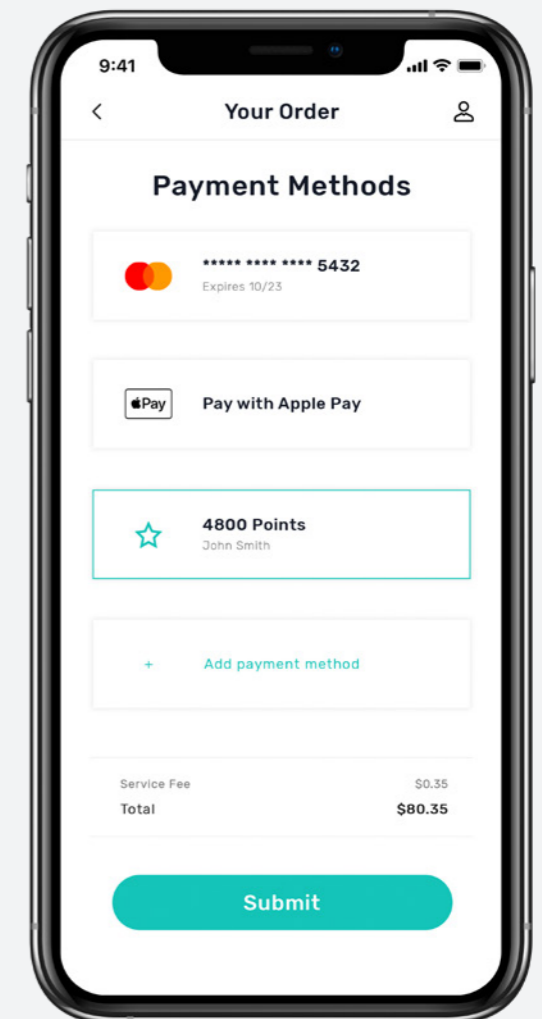 9:41
Your Order
Payment Methods
***** **** **** 5432
Expires 10/23
Pay
Pay with Apple Pay
4800 Points
John Smith
+ Add payment method
Service Fee $0.35
Total $80.35
Submit